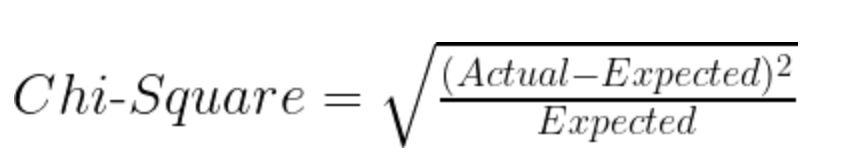 Chi-Square = √((Actual−Expected)² / Expected)